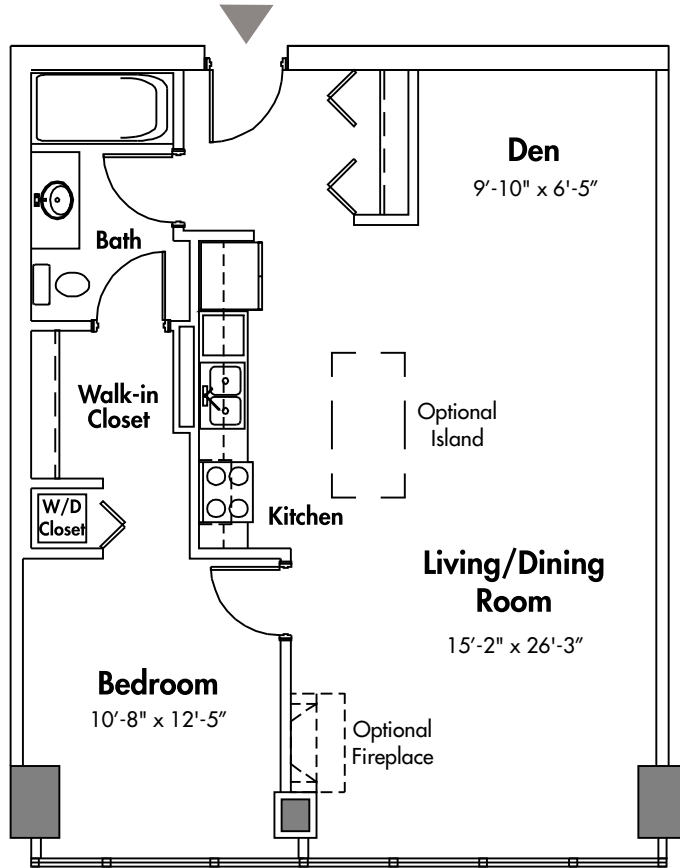 Den
9'-10" x 6'-5"
Bath
Walk-in
Closet
Optional
Island
W/D
Closet
Kitchen
Living/Dining
Room
15'-2" x 26'-3"
Bedroom
10'-8" x 12'-5"
Optional
Fireplace